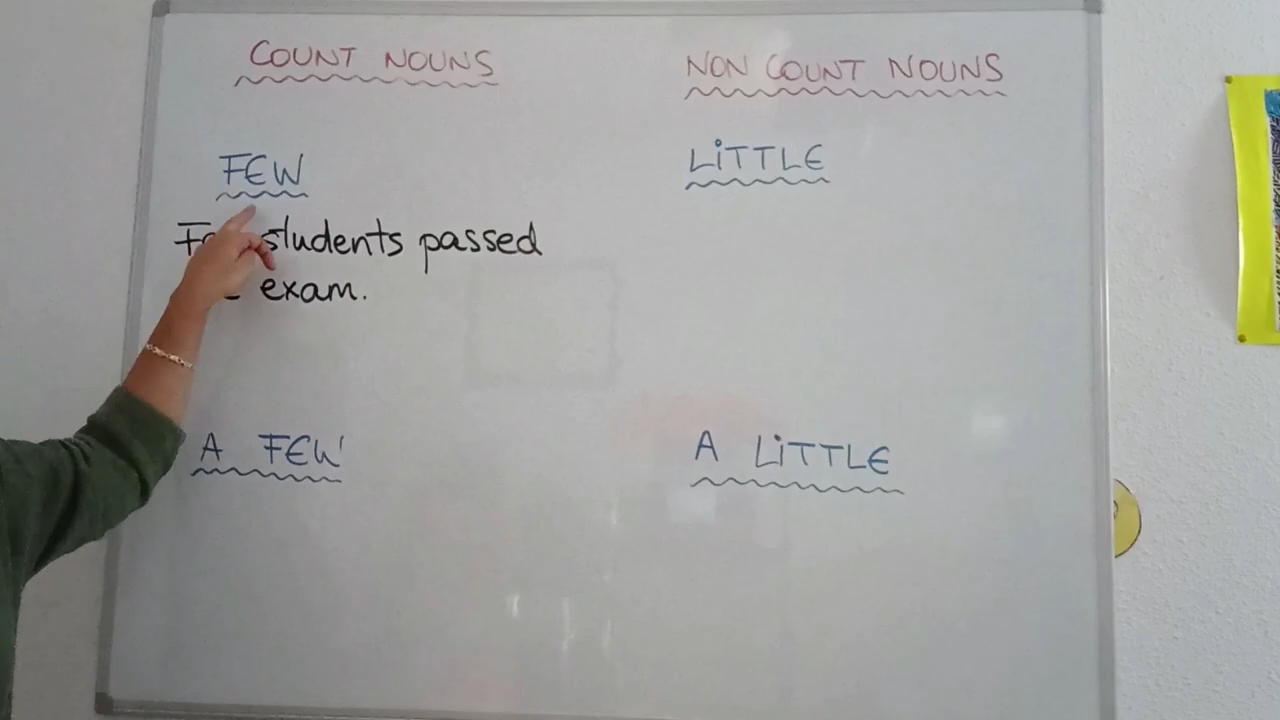 COUNT NOUNS
NON COUNT NOUNS
FEW
LiTTLE
students passed
exam.
A FEW
A LiTTLE